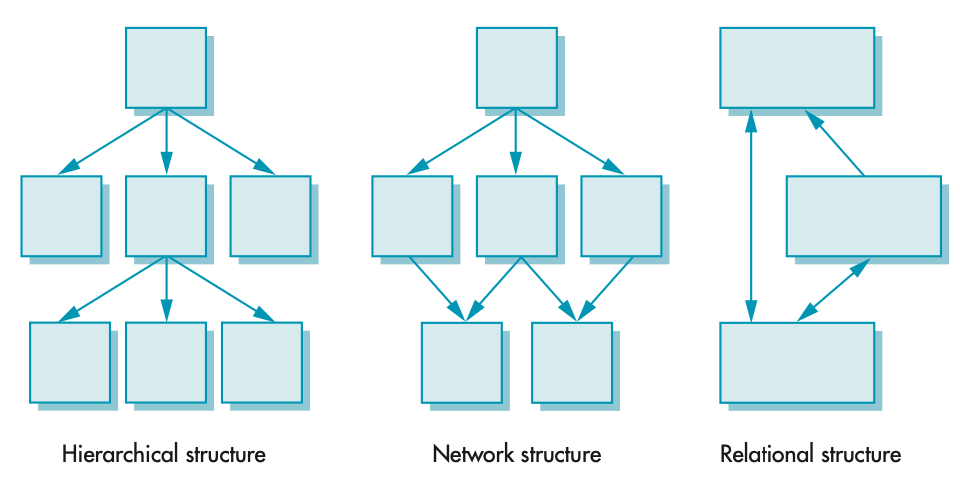 Hierarchical structure
Network structure
Relational structure